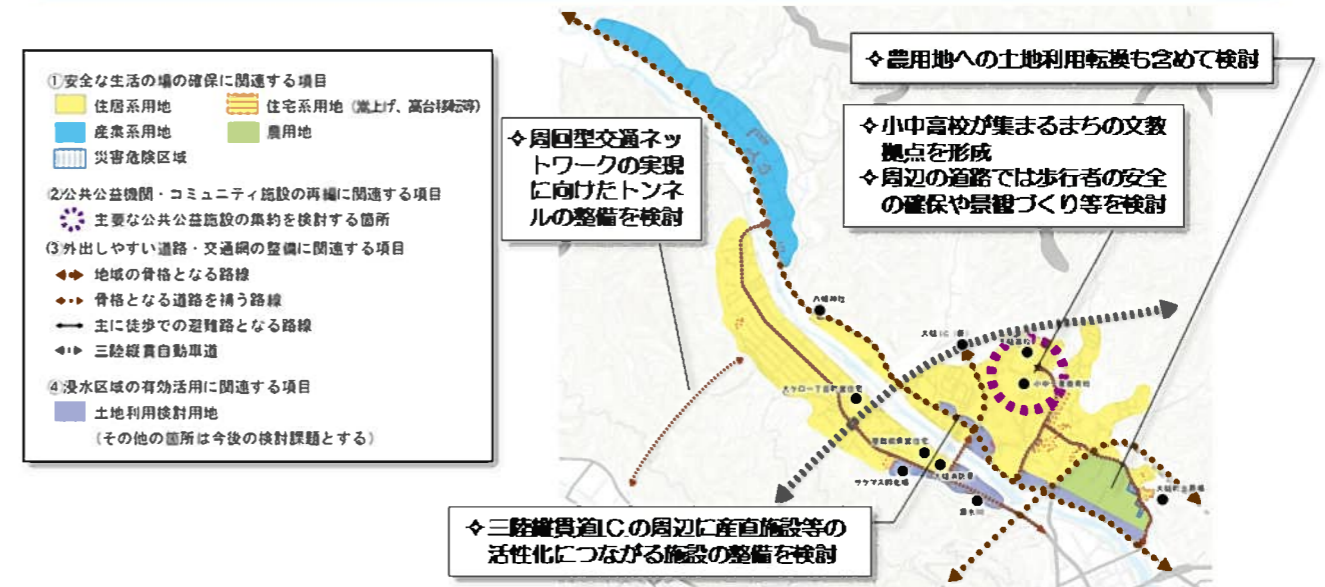 ①安全な生活の場の確保に関連する項目
住居系用地
住宅系用地（嵩上げ、高台移転等）
産業系用地
農用地
災害危険区域
②公共公益機関・コミュニティ施設の再編に関連する項目
主要な公共公益施設の集約を検討する箇所
③外出しやすい道路・交通網の整備に関連する項目
地域の骨格となる路線
骨格となる道路を補う路線
主に徒歩での避難路となる路線
三陸縦貫自動車道
④浸水区域の有効活用に関連する項目
土地利用検討用地
（その他の箇所は今後の検討課題とする）
✧周回型交通ネッ
トワークの実現
に向けたトンネ
ルの整備を検討
✧農用地への土地利用転換も含めて検討
✧小中高校が集まるまちの文教
拠点を形成
✧周辺の道路では歩行者の安全
の確保や景観づくり等を検討
八幡神社
サケマス孵化場
✧三陸縦貫道I.C.の周辺に産直施設等の
活性化につながる施設の整備を検討